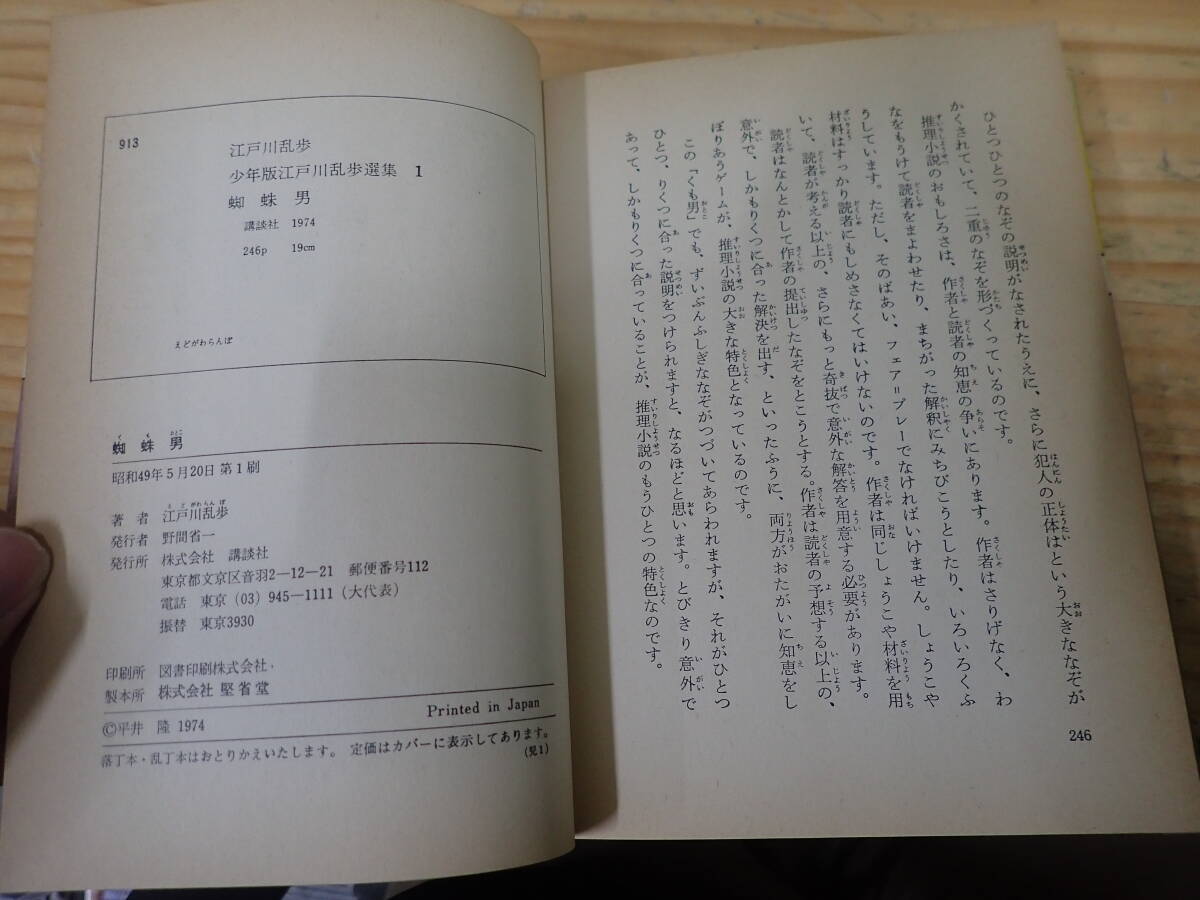 913
江戸川乱歩
少年版江戸川乱歩選集 1
蜘蛛男
講談社 1974
246p 19cm
えどがわらんぽ
蜘蛛男
昭和49年5月20日 第1刷
著者 江戸川乱歩
発行者 野間省一
発行所 株式会社 講談社
東京都文京区音羽2—12—21 郵便番号112
電話 東京(03)945—1111(大代表)
振替 東京3930
印刷所 図書印刷株式会社
製本所 株式会社 堅省堂
©平井 隆 1974
Printed in Japan
落丁本・乱丁本はおとりかえいたします。 定価はカバーに表示してあります。
(児1)
ひとつひとつのなぞの説明がなされたうえに、さらに犯人の正体はという大きななぞが
かくされていて、二重のなぞを形づくっているのです。
推理小説のおもしろさは、作者と読者の知恵の争いにあります。作者はさりげなく、わ
なをもうけて読者をまよわせたり、まちがった解釈にみちびこうとしたり、いろいろくふ
うしています。ただし、そのばあい、フェア=プレーでなければいけません。しょうこや
材料はすっかり読者にもしめさなくてはいけないのです。作者は同じしょうこや材料を用
いて、読者が考える以上の、さらにもっと奇抜で意外な解答を用意する必要があります。
読者はなんとかして作者の提出したなぞをとこうとする。作者は読者の予想する以上の、
意外で、しかもりくつに合った解決を出す、といったふうに、両方がおたがいに知恵をし
ぼりあうゲームが、推理小説の大きな特色となっているのです。
この『くも男』でも、ずいぶんふしぎななぞがつづいてあらわれますが、それがひとつ
ひとつ、りくつに合った説明をつけられますと、なるほどと思います。とびきり意外で
あって、しかもりくつに合っていることが、推理小説のもうひとつの特色なのです。
246